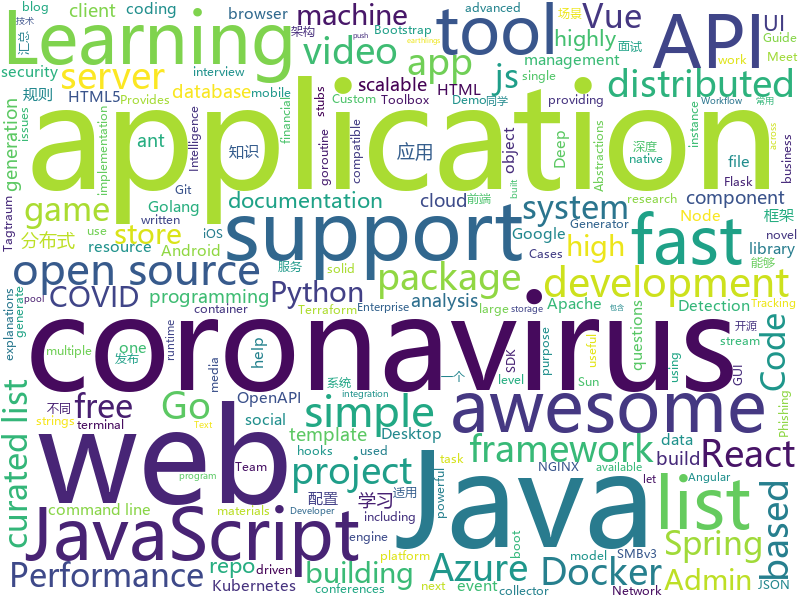 blog
技术
advanced
coding
browser
Bootstrap
push
earthings
汇总
架构
machine
Vue
场景
面试
Guide
Meet
client
Learning
tool
API
UI
video
app
js
highly
management
work
single
security
interview
server
database
mobile
scalable
HTML
Toolbox
规则
HTML5
Provides
Custom
Demo同学
providing
distributed
issues
generation
implementation
ant
Intelligence
stubs
goroutine
compatible
financial
object
Deep
Abstractions
深度
native
instance
Workflow
常用
across
business
application
知识
应用
file
Flask
Git
Golang
game
documentation
cloud
前端
component
research
Tagtraum
written
iOS
Android
分布式
store
use
resource
support
system
Google
Generator
Cases
Node
框架
novel
library
服务
solid
built
fast
high
能够
Tracking
open source
package
development
explanations
generate
pool
COVID
programming
container
Python
analysis
Enterprise
Terraform
large
storage
Apache
包含
Detection
开源
stream
multiple
one
发布
runtime
help
coronavirus
SDK
purpose
level
useful
GUI
questions
using
Code
系统
一个
Sun
integration
curated list
不同
strings
free
terminal
Go
media
OpenAPI
social
simple
awesome
Text
template
Desktop
hooks
used
framework
data
build
React
Phishing
Team
web
project
Java
NGINX
task
available
let
Angular
list
based
program
配置
学习
适用
powerful
command line
materials
Developer
including
JavaScript
engine
platform
event
boot
model
SMBv3
Spring
Performance
repo
driven
Kubernetes
building
conferences
collector
Azure
Docker
next
Network
Admin
JSON